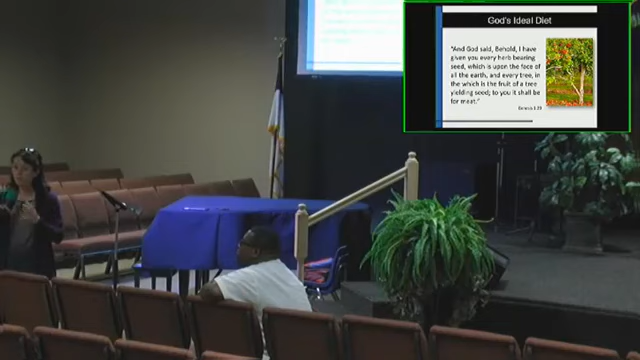 God's Ideal Diet
"And God said, Behold, I have
given you every herb bearing
seed, which is upon the face of
all the earth, and every tree, in
the which is the fruit of a tree
yielding seed; to you it shall be
for meat."
Genesis 1:29